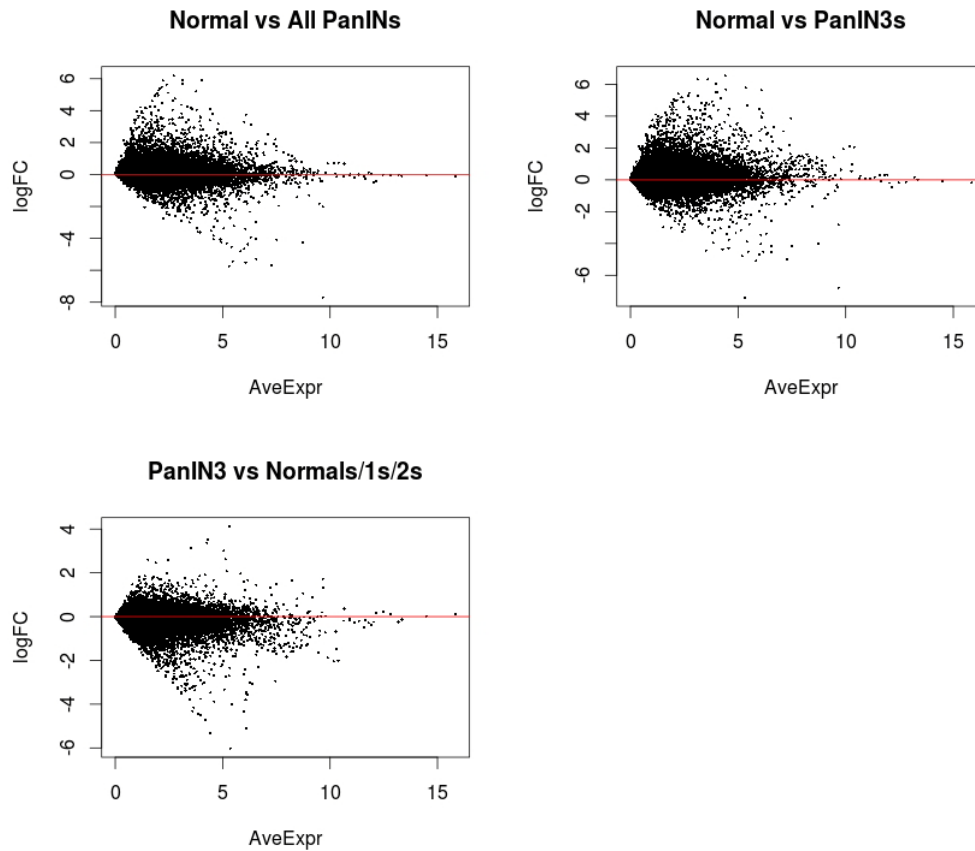 Normal vs All PanINs
6
4
2
0
-4
-8
logFC
0 5 10 15
AveExpr
Normal vs PanIN3s
6
4
2
0
-2
-6
logFC
0 5 10 15
AveExpr
PanIN3 vs Normals/1s/2s
4
2
0
-2
-4
-6
logFC
0 5 10 15
AveExpr